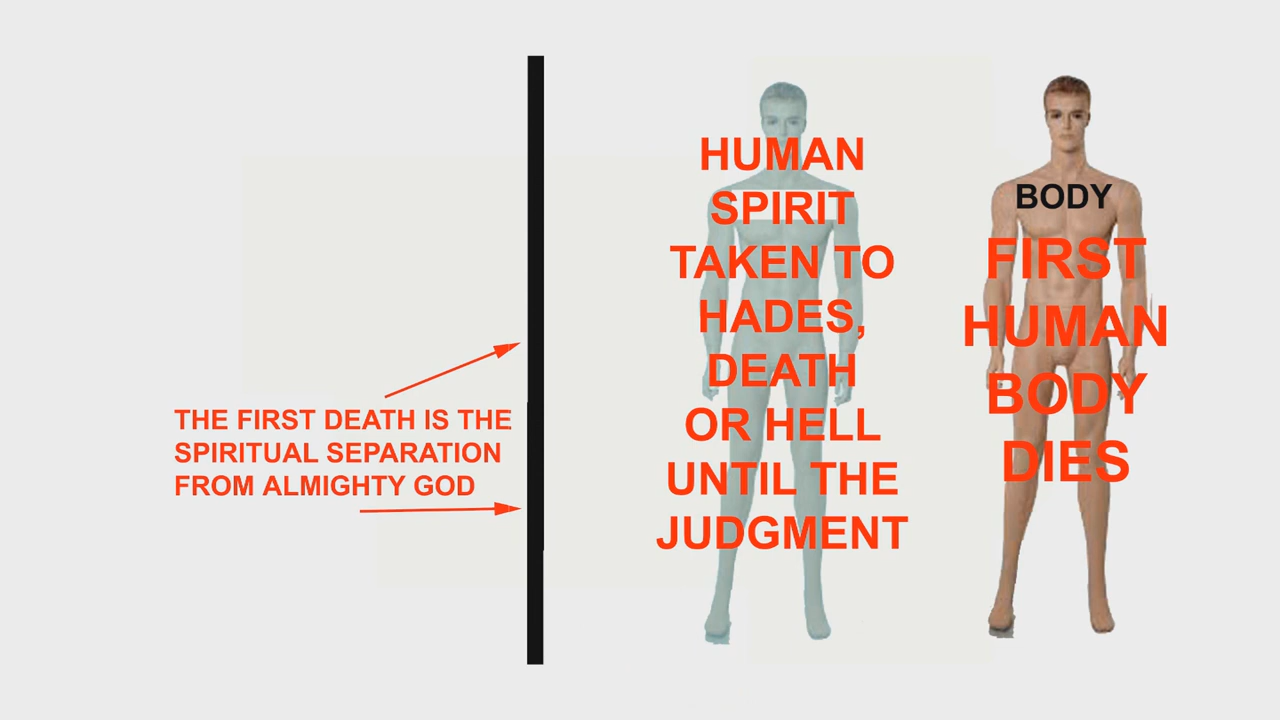 THE FIRST DEATH IS THE
SPIRITUAL SEPARATION
FROM ALMIGHTY GOD
HUMAN
SPIRIT
TAKEN TO
HADES,
DEATH
OR HELL
UNTIL THE
JUDGMENT
BODY
FIRST
HUMAN
BODY
DIES